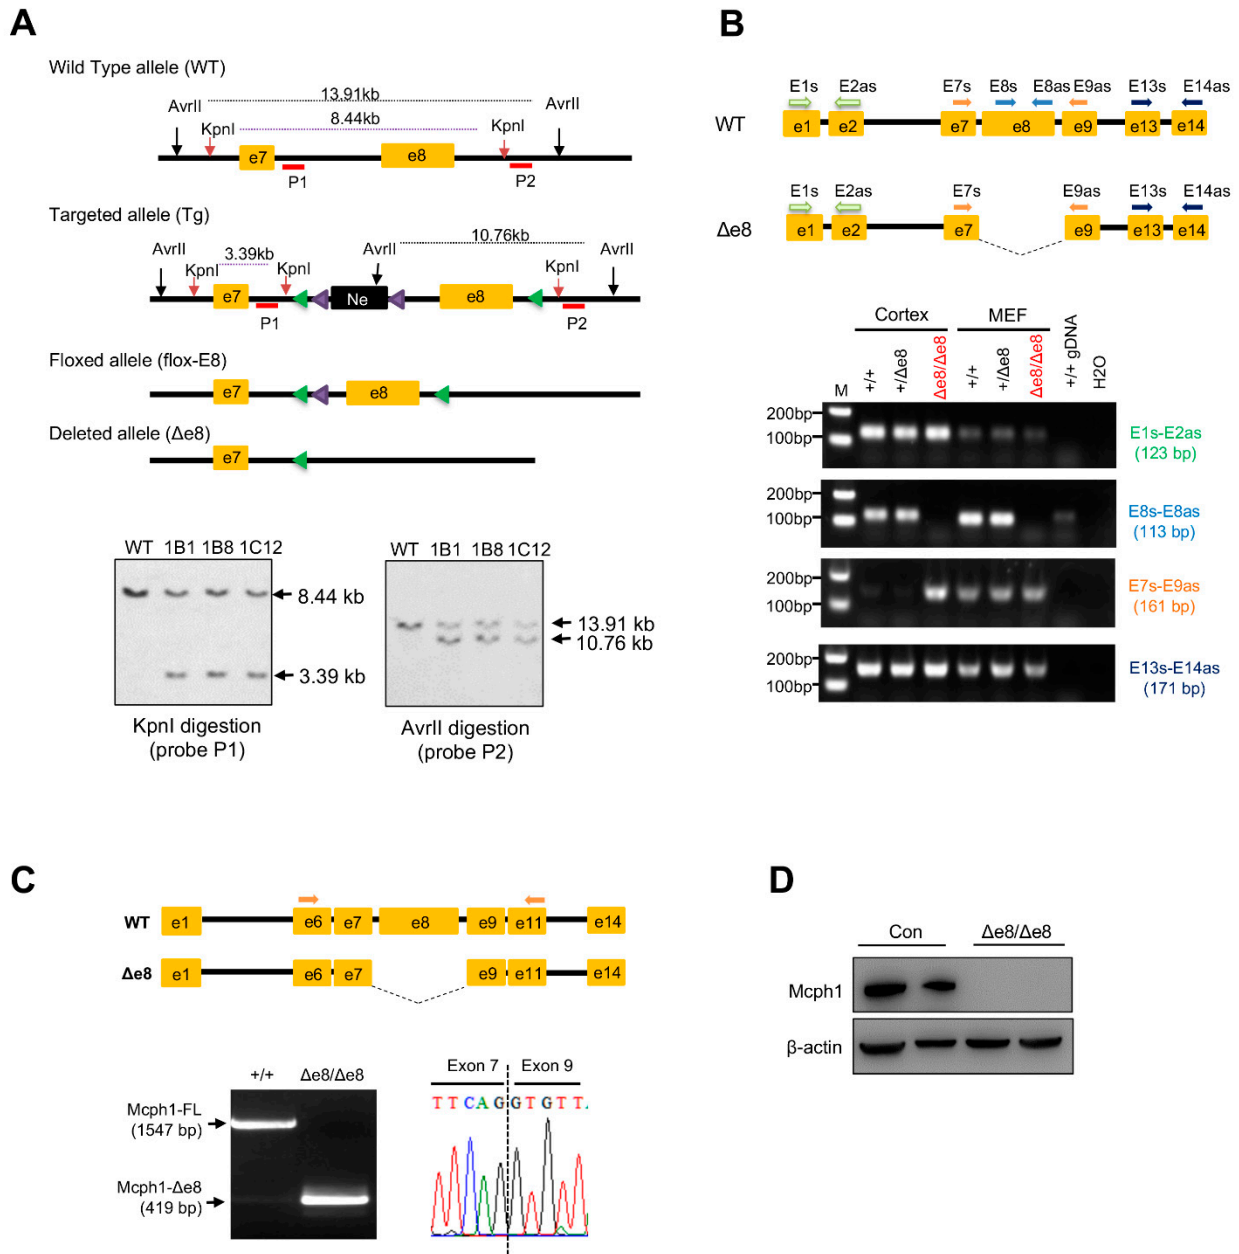 A
Wild Type allele (WT)
13.91kb
AvrII
AvrII
8.44kb
KpnI
KpnI
e7
e8
P1
P2
Targeted allele (Tg)
10.76kb
AvrII
AvrII
AvrII
3.39kb
KpnI
KpnI
KpnI
e7
Ne
e8
P1
P2
Floxed allele (flox-E8)
e7
e8
Deleted allele (Δe8)
e7
WT 1B1 1B8 1C12
8.44 kb
3.39 kb
KpnI digestion
(probe P1)
WT 1B1 1B8 1C12
13.91 kb
10.76 kb
AvrII digestion
(probe P2)
B
E1s E2as E7s E8s E8as E9as E13s E14as
WT e1 e2 e7 e8 e9 e13 e14
E1s E2as E7s E9as E13s E14as
Δe8 e1 e2 e7 e9 e13 e14
Cortex MEF
M +/+ +/Δe8 Δe8/Δe8 +/+ +/Δe8 Δe8/Δe8 +/+ gDNA H2O
200bp
100bp
E1s-E2as
(123 bp)
200bp
100bp
E8s-E8as
(113 bp)
200bp
100bp
E7s-E9as
(161 bp)
200bp
100bp
E13s-E14as
(171 bp)
C
WT e1 e6 e7 e8 e9 e11 e14
Δe8 e1 e6 e7 e9 e11 e14
+/+ Δe8/Δe8
Mcph1-FL
(1547 bp)
Mcph1-Δe8
(419 bp)
Exon 7 Exon 9
T T C A G G T G T T
D
Con Δe8/Δe8
Mcph1
β-actin